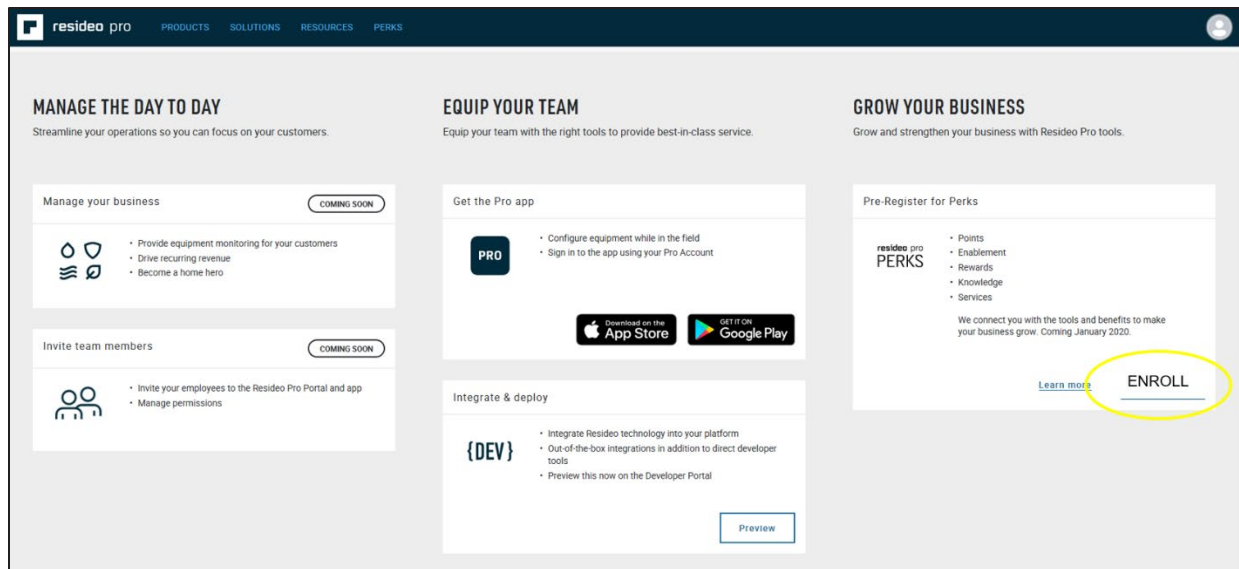 resideo pro PRODUCTS SOLUTIONS RESOURCES PERKS
MANAGE THE DAY TO DAY
Streamline your operations so you can focus on your customers.
Manage your business COMING SOON
• Provide equipment monitoring for your customers
• Drive recurring revenue
• Become a home hero
Invite team members COMING SOON
• Invite your employees to the Resideo Pro Portal and app
• Manage permissions
EQUIP YOUR TEAM
Equip your team with the right tools to provide best-in-class service.
Get the Pro app
PRO
• Configure equipment while in the field
• Sign in to the app using your Pro Account
Download on the
App Store
GET IT ON
Google Play
Integrate & deploy
{DEV}
• Integrate Resideo technology into your platform
• Out-of-the-box integrations in addition to direct developer
tools
• Preview this now on the Developer Portal
Preview
GROW YOUR BUSINESS
Grow and strengthen your business with Resideo Pro tools.
Pre-Register for Perks
resideo pro
PERKS
• Points
• Enablement
• Rewards
• Knowledge
• Services
We connect you with the tools and benefits to make
your business grow. Coming January 2020.
Learn more ENROLL